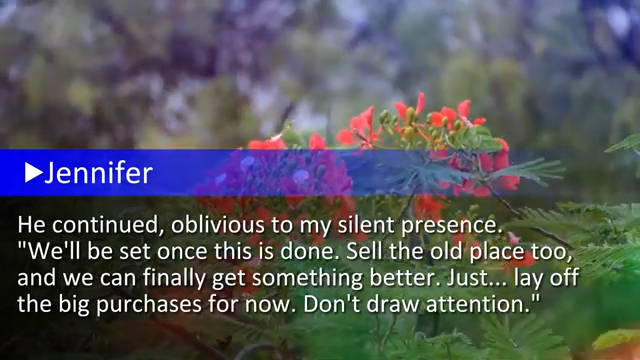 Jennifer
He continued, oblivious to my silent presence.
"We'll be set once this is done. Sell the old place too,
and we can finally get something better. Just... lay off
the big purchases for now. Don't draw attention."